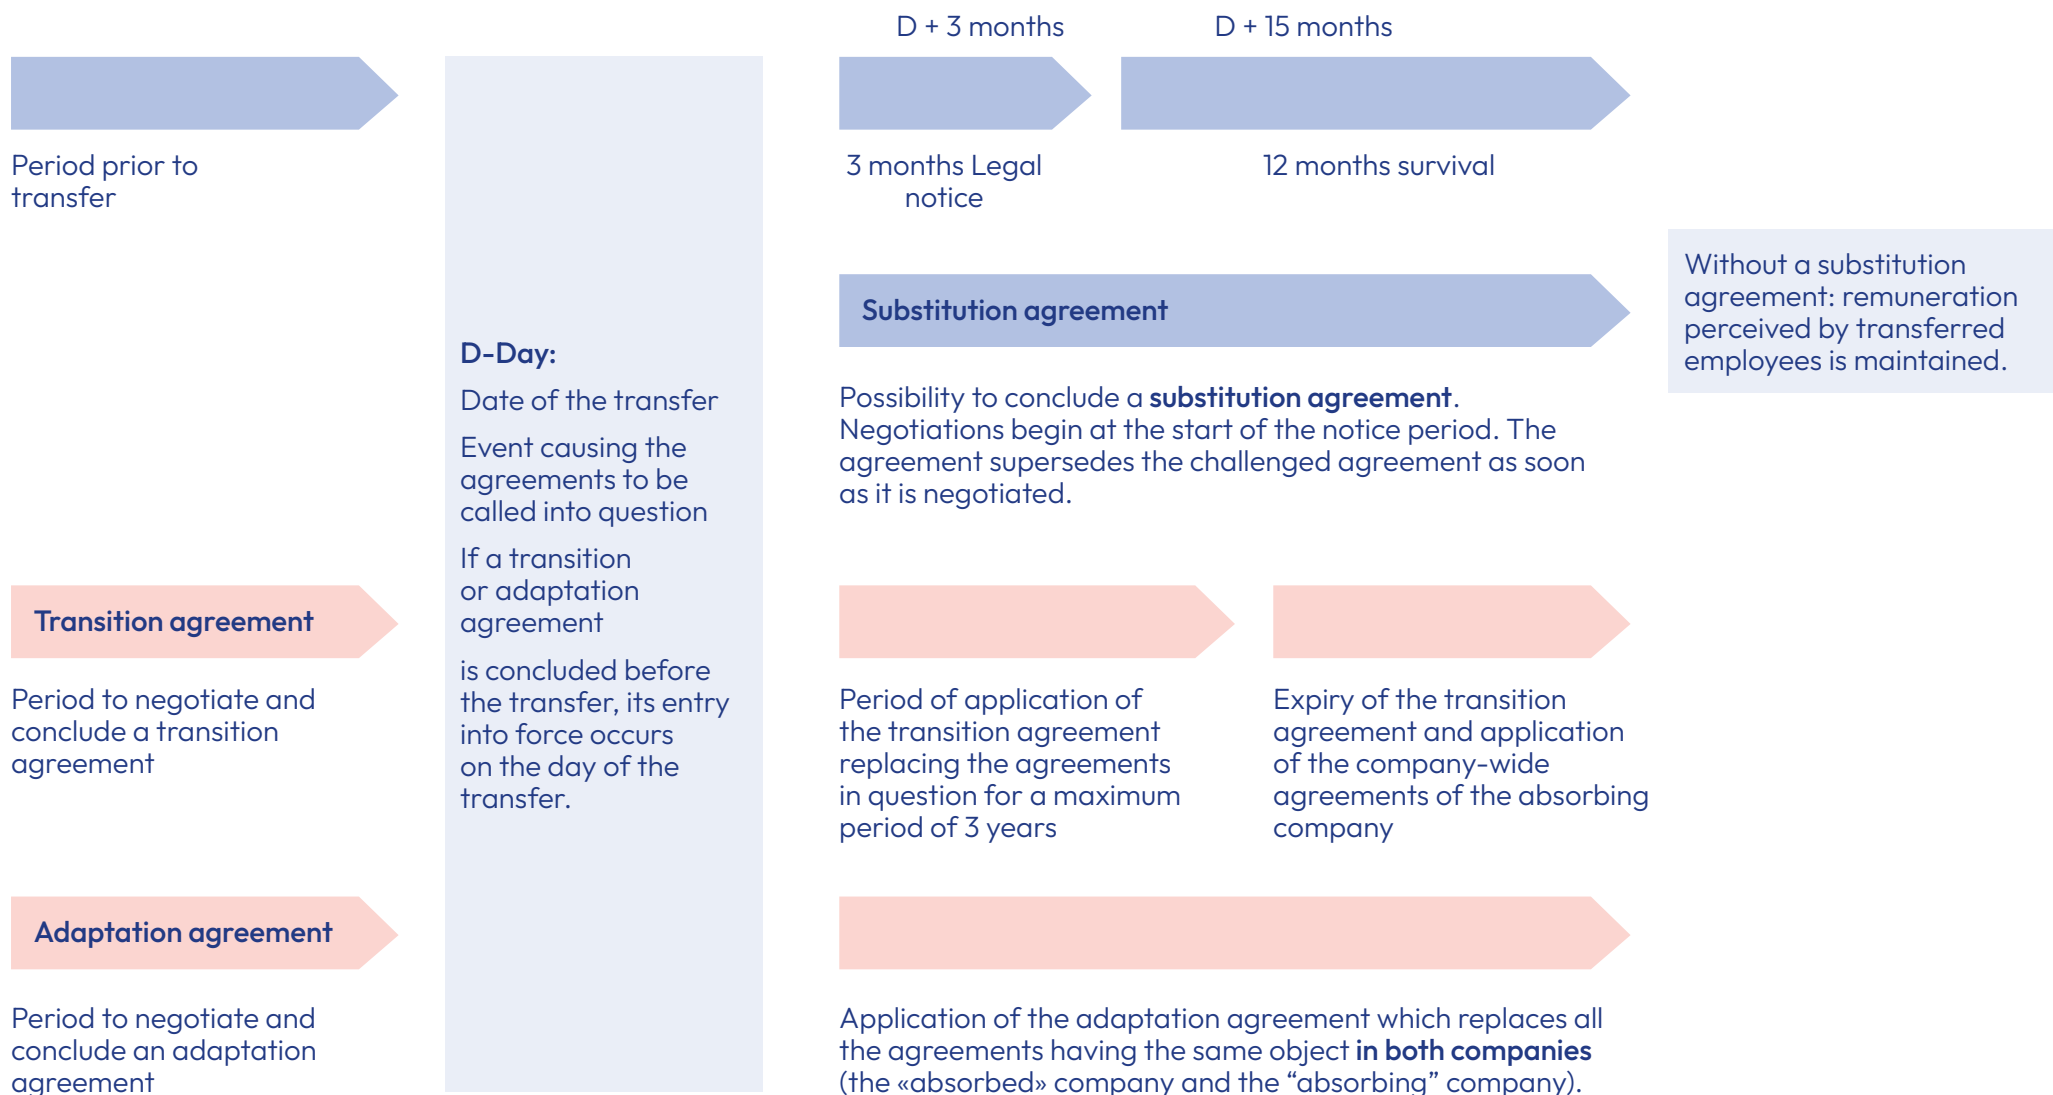 D + 3 months
D + 15 months
Period prior to
transfer
3 months Legal
notice
12 months survival
Without a substitution
agreement: remuneration
perceived by transferred
employees is maintained.
Substitution agreement
Possibility to conclude a substitution agreement.
Negotiations begin at the start of the notice period. The
agreement supersedes the challenged agreement as soon
as it is negotiated.
D-Day:
Date of the transfer
Event causing the
agreements to be
called into question
If a transition
or adaptation
agreement
is concluded before
the transfer, its entry
into force occurs
on the day of the
transfer.
Transition agreement
Period to negotiate and
conclude a transition
agreement
Period of application of
the transition agreement
replacing the agreements
in question for a maximum
period of 3 years
Expiry of the transition
agreement and application
of the company-wide
agreements of the absorbing
company
Adaptation agreement
Period to negotiate and
conclude an adaptation
agreement
Application of the adaptation agreement which replaces all
the agreements having the same object in both companies
(the «absorbed» company and the “absorbing” company).